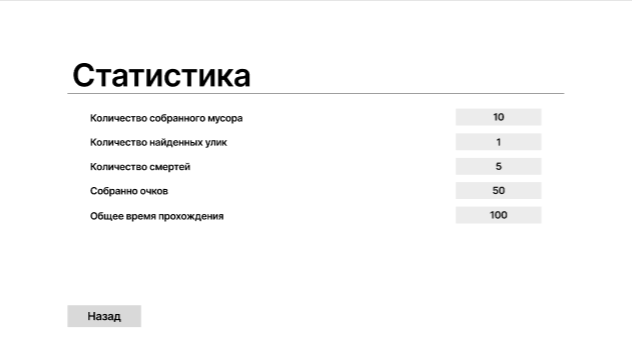 Статистика
Количество собранного мусора 10
Количество найденных улик 1
Количество смертей 5
Собранно очков 50
Общее время прохождения 100
Назад